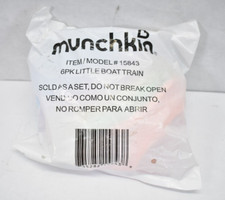 munchkin
ITEM / MODEL # 15843
6PK LITTLE BOAT TRAIN
SOLD AS A SET, DO NOT BREAK OPEN
VENDIDO COMO UN CONJUNTO,
NO ROMPER PARA ABRIR